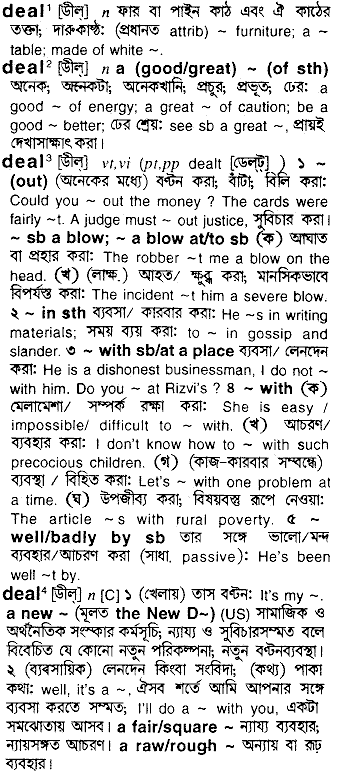 deal¹ [ডীল্] n ফার বা পাইন কাঠ এবং ঐ কাঠের
তক্তা; দারুকাষ্ঠ: (প্রধানত attrib) ~ furniture; a ~
table; made of white ~.
deal² [ডীল্] n a (good/great) ~ (of sth)
অনেক; অনেকটা; অনেকখানি; প্রচুর; প্রভূত; ঢের: a
good ~ of energy; a great ~ of caution; be a
good ~ better; ঢের শ্রেয়: see sb a great ~, প্রায়ই
দেখাসাক্ষাৎ করা।
deal³ [ডীল্] vt,vi (pt,pp dealt [ডেল্ট্] ) ১ ~
(out) (অনেকের মধ্যে) বণ্টন করা; বাঁটা; বিলি করা:
Could you ~ out the money ? The cards were
fairly ~t. A judge must ~ out justice, সুবিচার করা।
~ sb a blow; ~ a blow at/to sb (ক) আঘাত
বা প্রহার করা: The robber ~t me a blow on the
head. (খ) (লাক্ষ.) আহত/ ক্ষুব্ধ করা; মানসিকভাবে
বিপর্যস্ত করা: The incident ~t him a severe blow.
২ ~ in sth ব্যবসা/ কারবার করা: He ~s in writing
materials; সময় ব্যয় করা: to ~ in gossip and
slander. ৩ ~ with sb/at a place ব্যবসা/ লেনদেন
করা: He is a dishonest businessman, I do not ~
with him. Do you ~ at Rizvi's ? ৪ ~ with (ক)
মেলামেশা/ সম্পর্ক রক্ষা করা: She is easy /
impossible/ difficult to ~ with. (খ) আচরণ/
ব্যবহার করা: I don't know how to ~ with such
precocious children. (গ) (কাজ-কারবার সম্বন্ধে)
ব্যবস্থা / বিহিত করা: Let's ~ with one problem at
a time. (ঘ) উপজীব্য করা; বিষয়বস্তু রূপে নেওয়া:
The article ~s with rural poverty. ৫ ~
well/badly by sb তার সঙ্গে ভালো/মন্দ
ব্যবহার/আচরণ করা (সাধা. passive): He's been
well ~t by.
deal⁴ [ডীল্] n [C] ১ (খেলায়) তাস বণ্টন: It's my ~.
a new ~ (মূলত the New D~) (US) সামাজিক ও
অর্থনৈতিক সংস্কার কর্মসূচি; ন্যায্য ও সুবিচারসম্মত বলে
বিবেচিত যে কোনো নতুন পরিকল্পনা; নতুন বণ্টনব্যবস্থা।
২ (ব্যবসায়িক) লেনদেন কিংবা সংবিদা; (কথ্য) পাকা
কথা: well, it's a ~, ঐসব শর্তে আমি আপনার সঙ্গে
ব্যবসা করতে সম্মত; I'll do a ~ with you, একটা
সমঝোতায় আসব। a fair/square ~ ন্যায্য ব্যবহার;
ন্যায়সঙ্গত আচরণ। a raw/rough ~ অন্যায় বা রূঢ়
ব্যবহার।